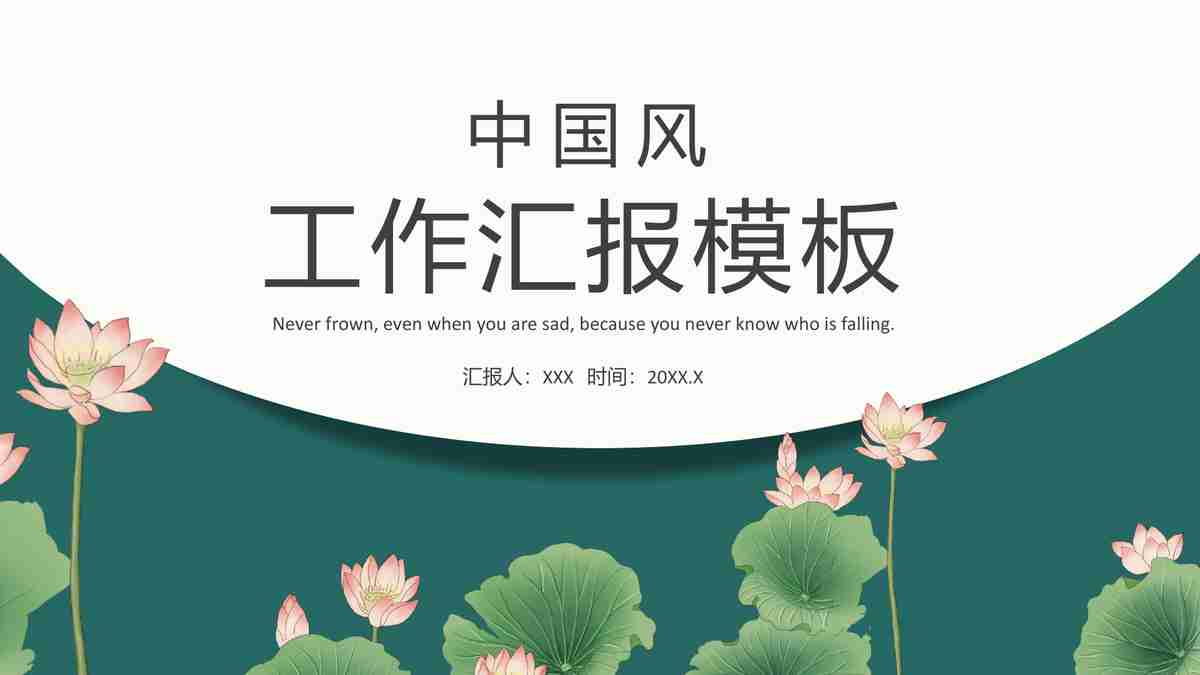 中国风
工作汇报模板
Never frown, even when you are sad, because you never know who is falling.
汇报人：XXX 时间：20XX.X